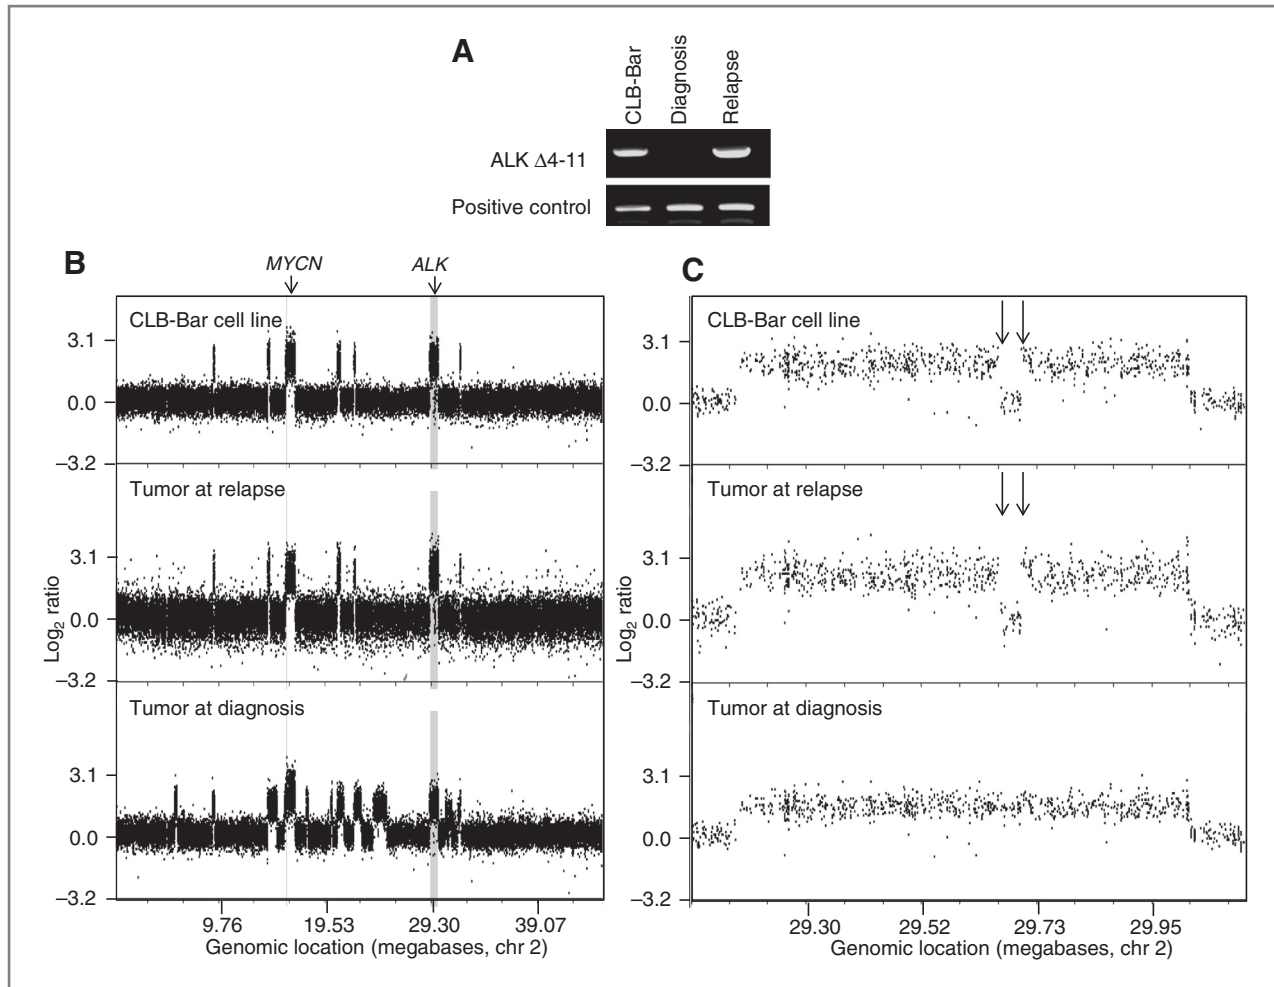 A
CLB-Bar
Diagnosis
Relapse
ALK Δ4-11
Positive control
B
MYCN
ALK
CLB-Bar cell line
3.1
0.0
–3.2
Tumor at relapse
3.1
0.0
–3.2
Log2 ratio
Tumor at diagnosis
3.1
0.0
–3.2
9.76 19.53 29.30 39.07
Genomic location (megabases, chr 2)
C
CLB-Bar cell line
3.1
0.0
–3.2
Tumor at relapse
3.1
0.0
–3.2
Log2 ratio
Tumor at diagnosis
3.1
0.0
–3.2
29.30 29.52 29.73 29.95
Genomic location (megabases, chr 2)